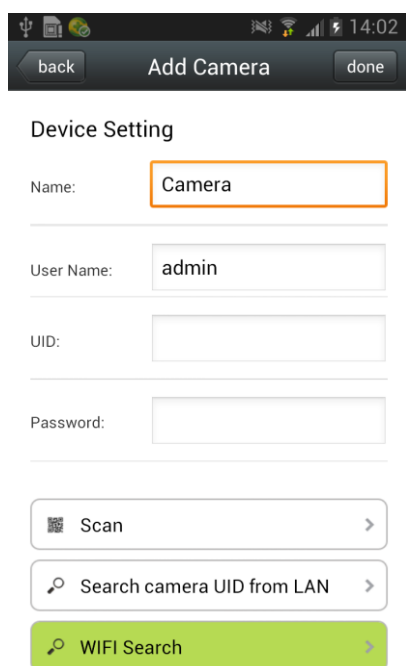 14:02
back Add Camera done
Device Setting
Name: Camera
User Name: admin
UID:
Password:
Scan
Search camera UID from LAN
WIFI Search